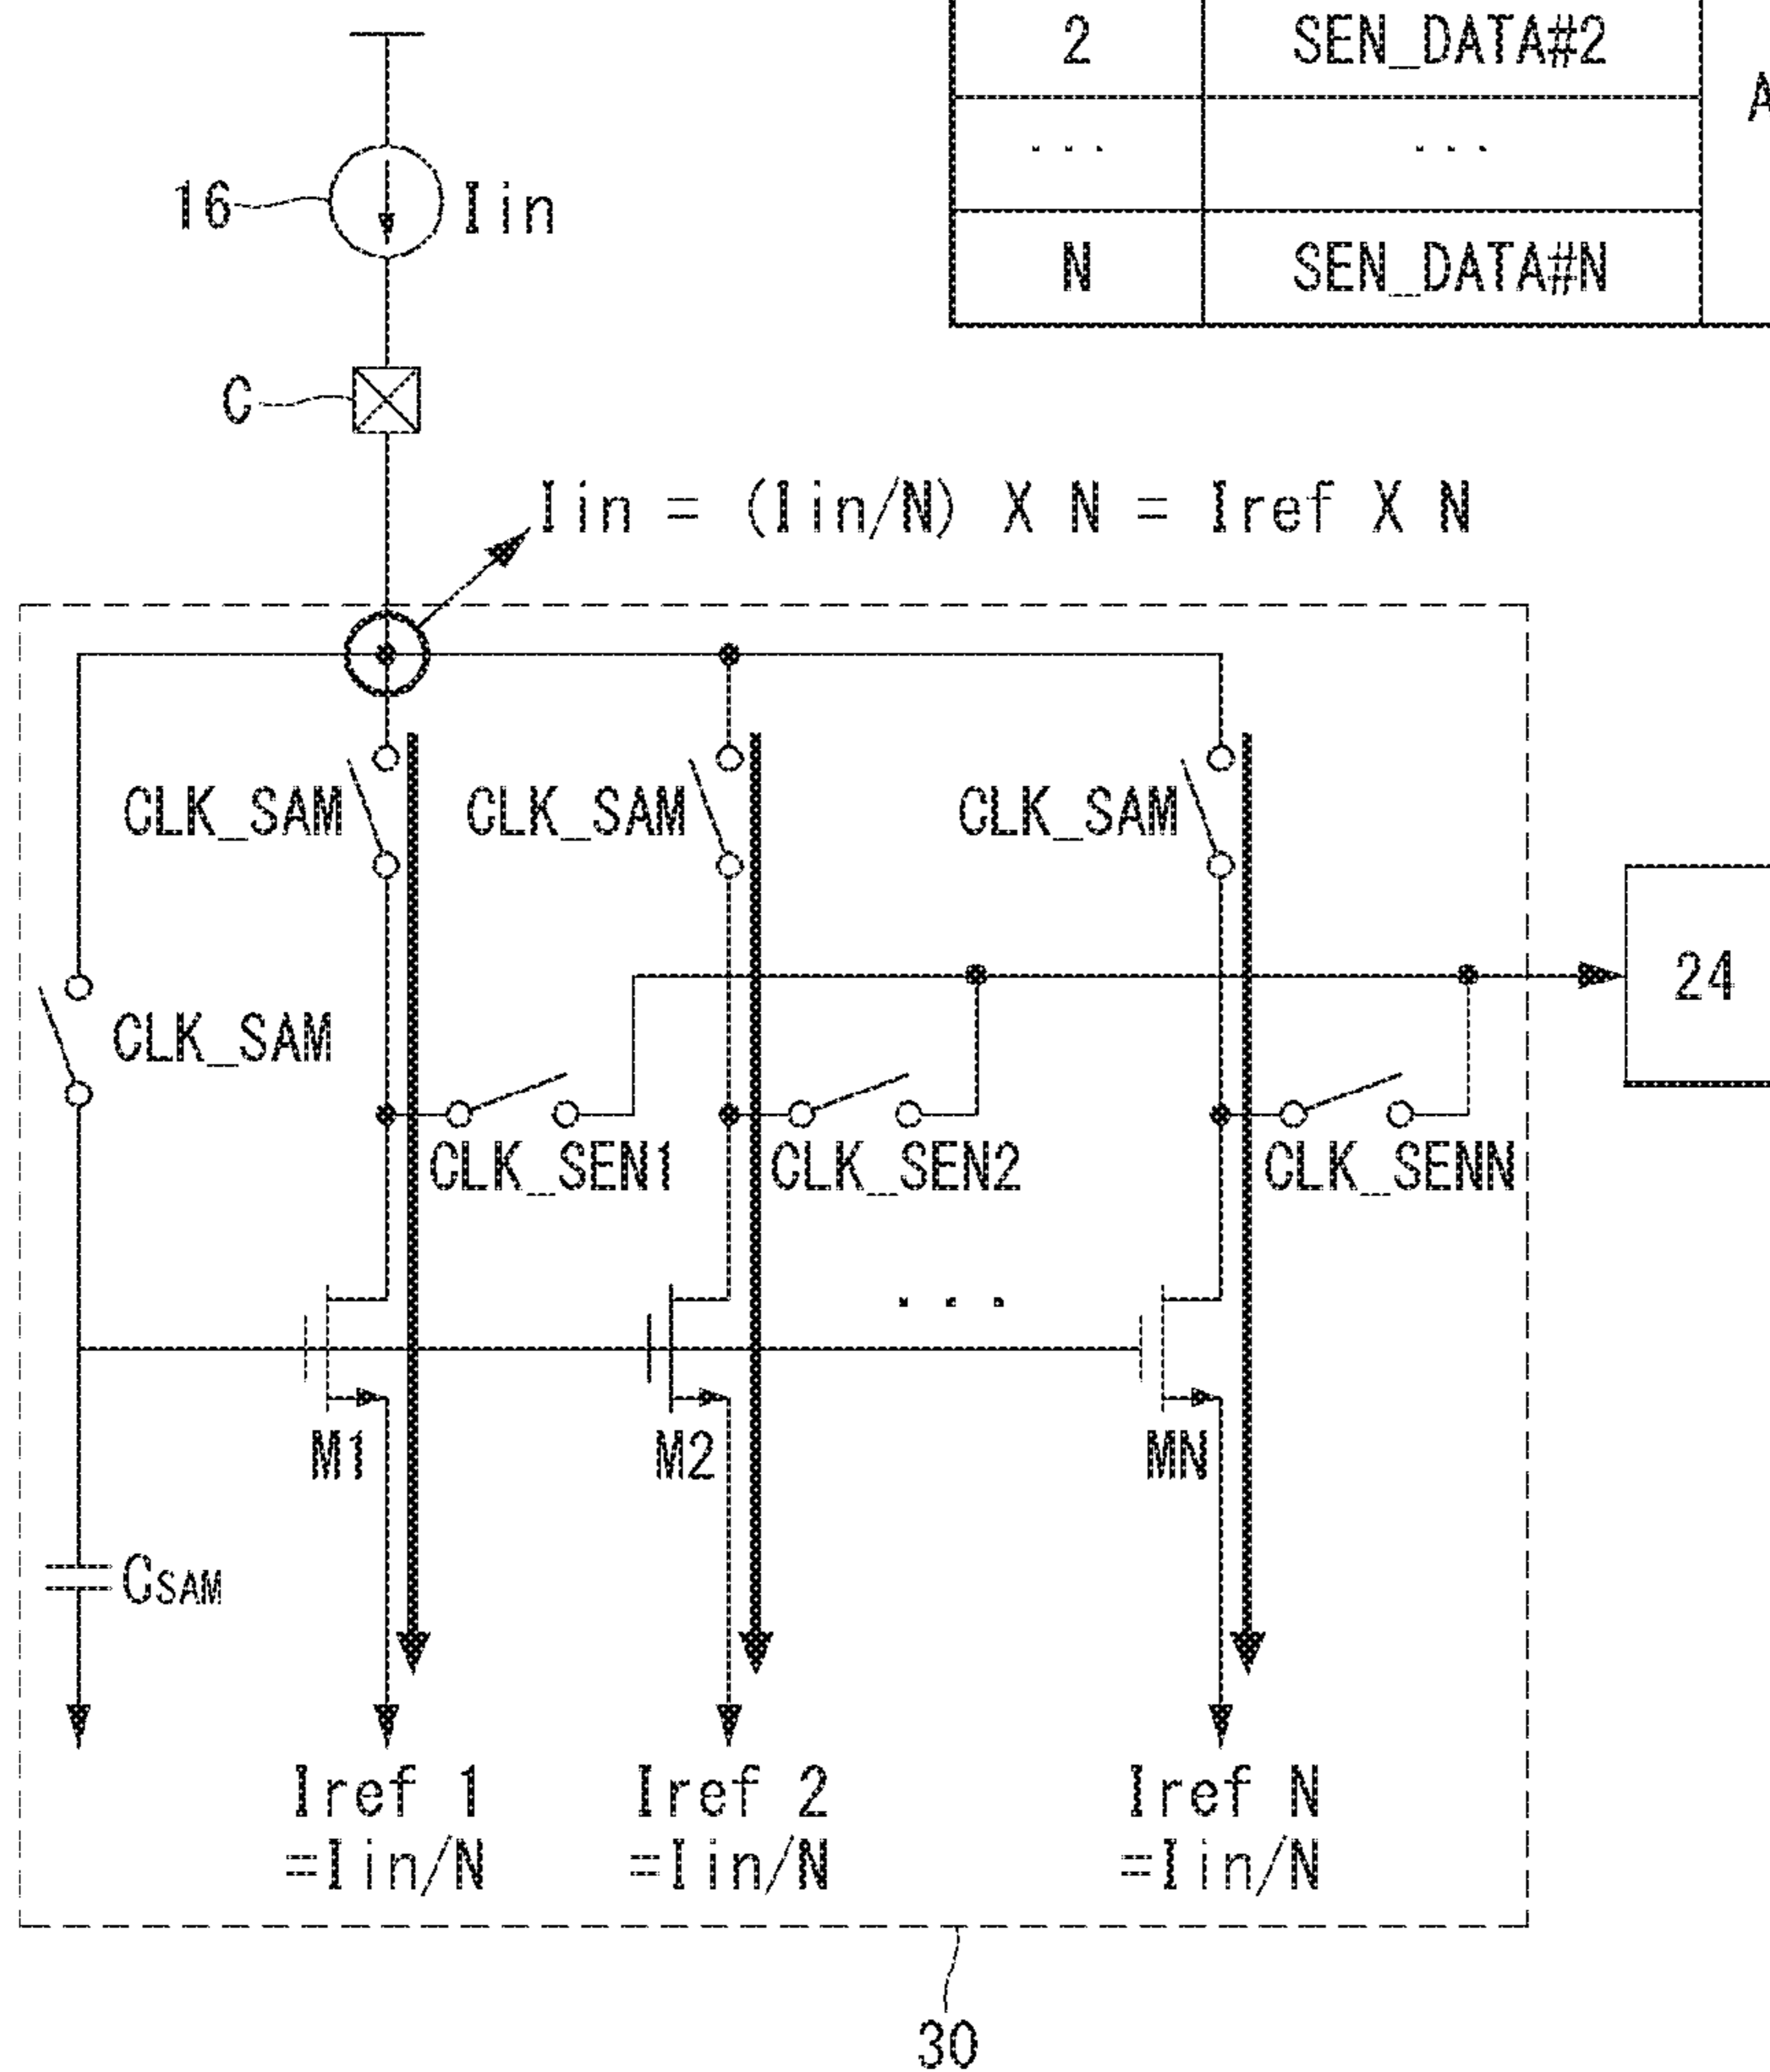 2 SEN_DATA#2
A
... ...
N SEN_DATA#N
16 Iin
C
Iin = (Iin/N) X N = Iref X N
CLK_SAM CLK_SAM CLK_SAM
24
CLK_SAM
CLK_SEN1 CLK_SEN2 CLK_SENN
...
M1 M2 MN
CSAM
Iref 1 Iref 2 Iref N
=Iin/N =Iin/N =Iin/N
30